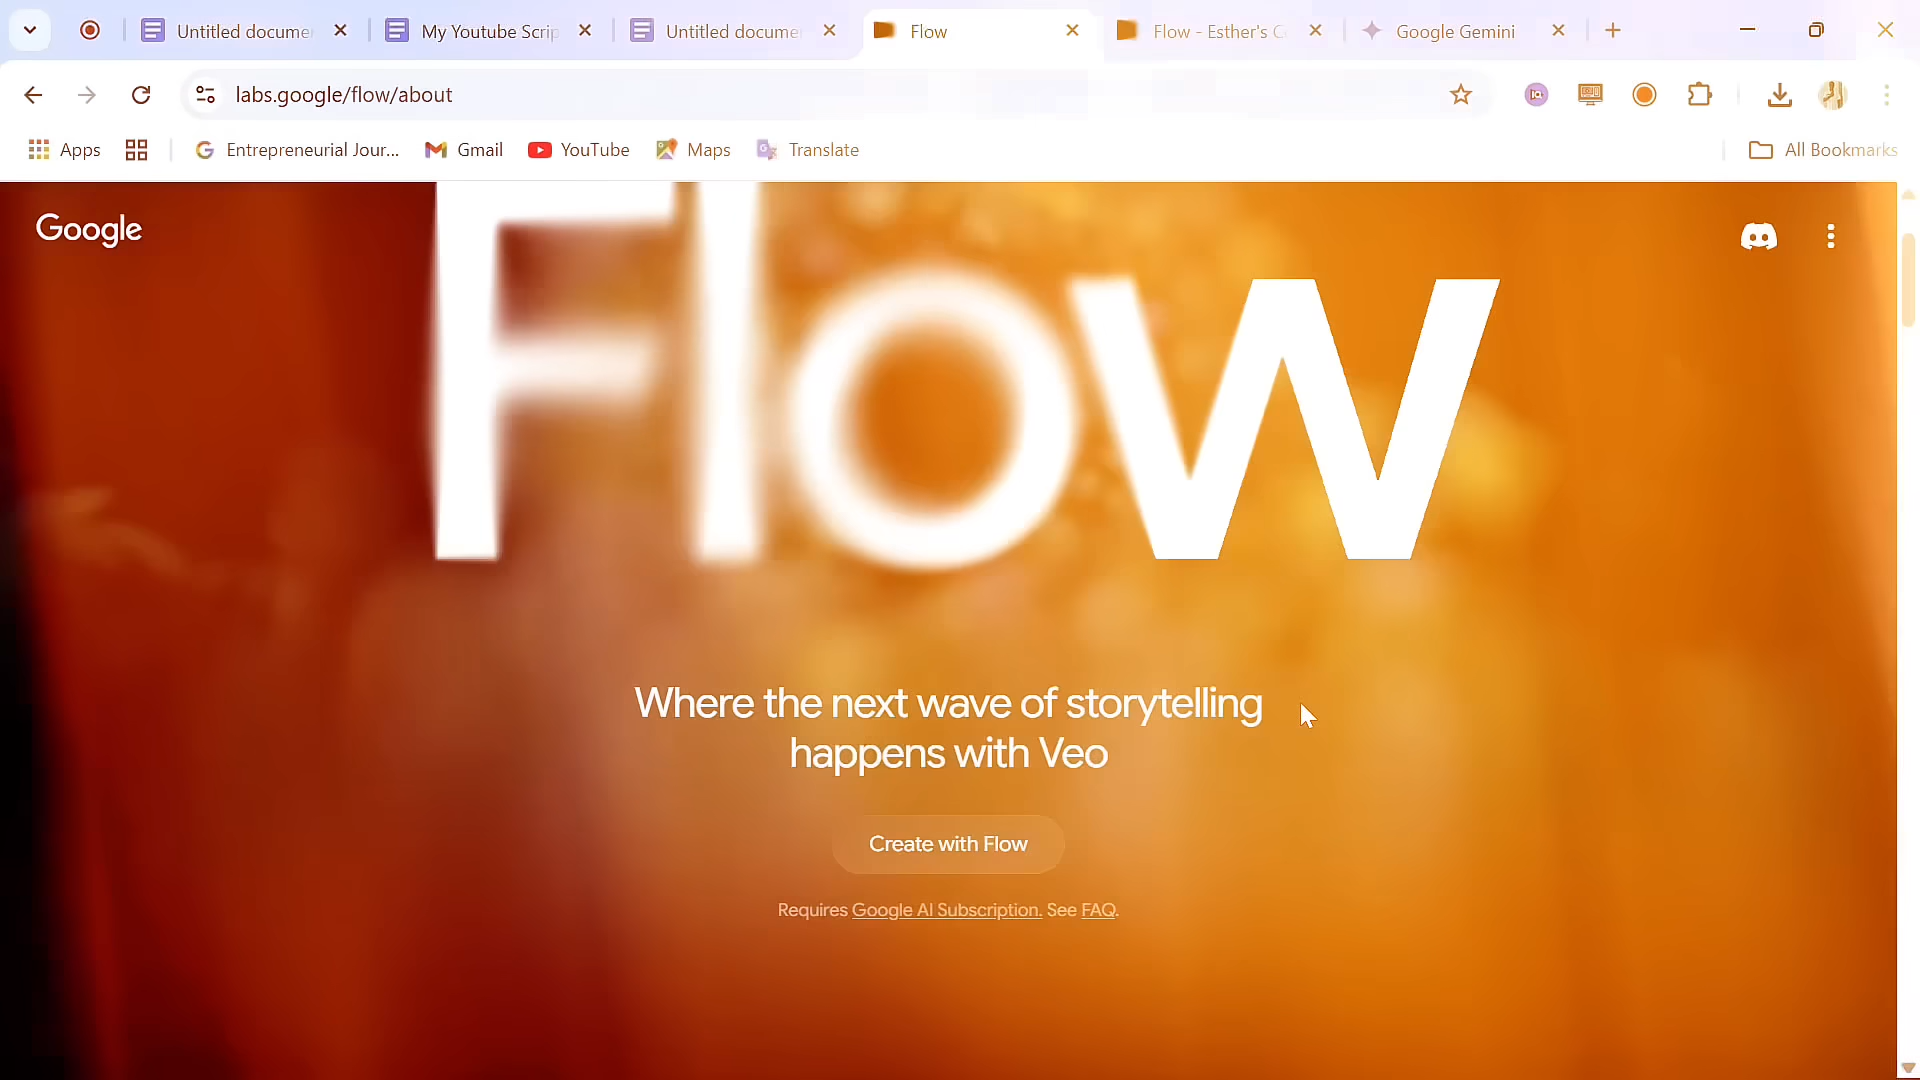 Untitled docume
My Youtube Scrip
Untitled docume
Flow
Flow - Esther's Co
Google Gemini
labs.google/flow/about
Apps
Entrepreneurial Jour...
Gmail
YouTube
Maps
Translate
All Bookmarks
Google
Flow
Where the next wave of storytelling
happens with Veo
Create with Flow
Requires Google AI Subscription. See FAQ.